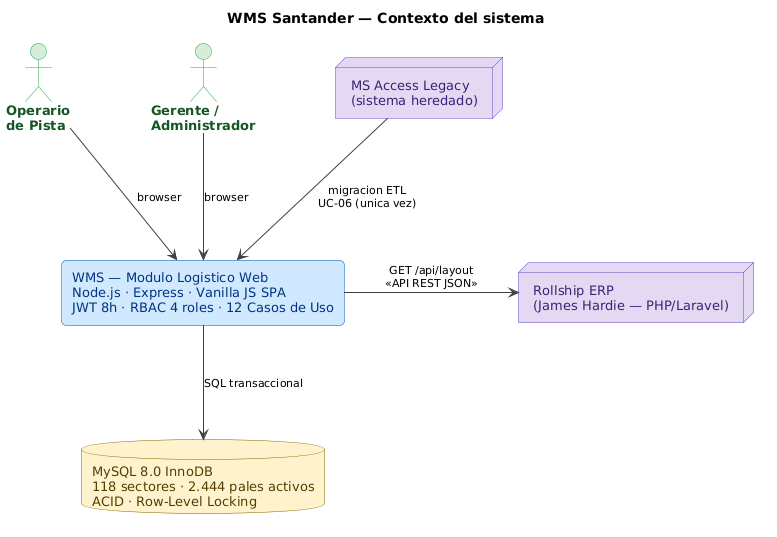 WMS Santander — Contexto del sistema
Operario
de Pista
Gerente /
Administrador
MS Access Legacy
(sistema heredado)
browser
browser
migracion ETL
UC-06 (unica vez)
WMS — Modulo Logistico Web
Node.js · Express · Vanilla JS SPA
JWT 8h · RBAC 4 roles · 12 Casos de Uso
GET /api/layout
«API REST JSON»
Rollship ERP
(James Hardie — PHP/Laravel)
SQL transaccional
MySQL 8.0 InnoDB
118 sectores · 2.444 pales activos
ACID · Row-Level Locking